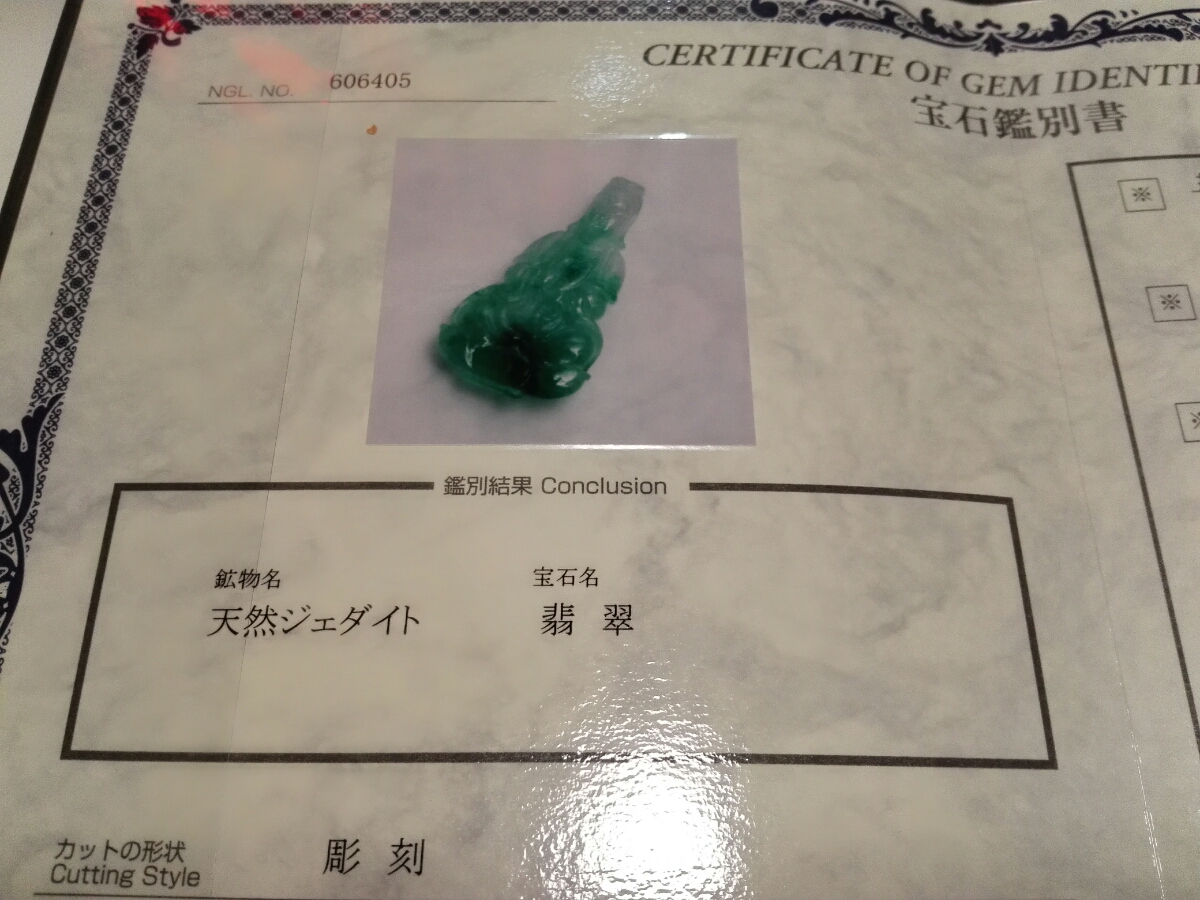 CERTIFICATE OF GEM IDENTI
宝石鑑別書
NGL. NO. 606405
※
※
※
鑑別結果 Conclusion
鉱物名 宝石名
天然ジェダイト 翡 翠
カットの形状 彫 刻
Cutting Style